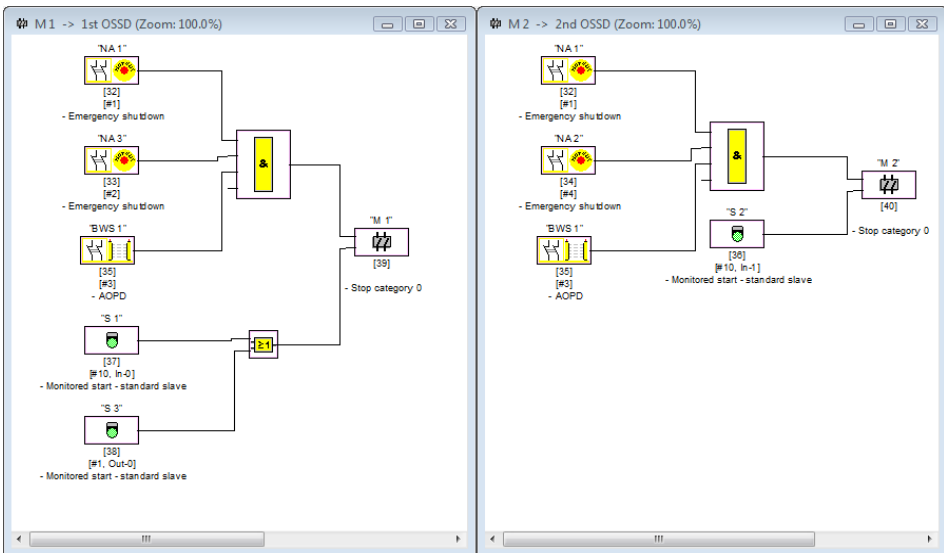 M 1 -> 1st OSSD (Zoom: 100.0%)
"NA 1"
[32]
[#1]
- Emergency shutdown
"NA 3"
&
[33]
[#2]
- Emergency shutdown
"BWS 1"
"M 1"
[39]
[35]
[#3]
- AOPD
- Stop category 0
"S 1"
≥1
[37]
[#10, In-0]
- Monitored start - standard slave
"S 3"
[38]
[#1, Out-0]
- Monitored start - standard slave
M 2 -> 2nd OSSD (Zoom: 100.0%)
"NA 1"
[32]
[#1]
- Emergency shutdown
"NA 2"
&
"M 2"
[34]
[#4]
- Emergency shutdown
[40]
"BWS 1"
"S 2"
- Stop category 0
[35]
[#3]
- AOPD
[36]
[#10, In-1]
- Monitored start - standard slave